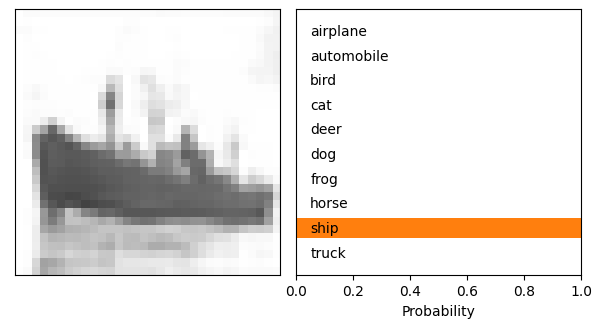 airplane
automobile
bird
cat
deer
dog
frog
horse
ship
truck
0.0 0.2 0.4 0.6 0.8 1.0
Probability